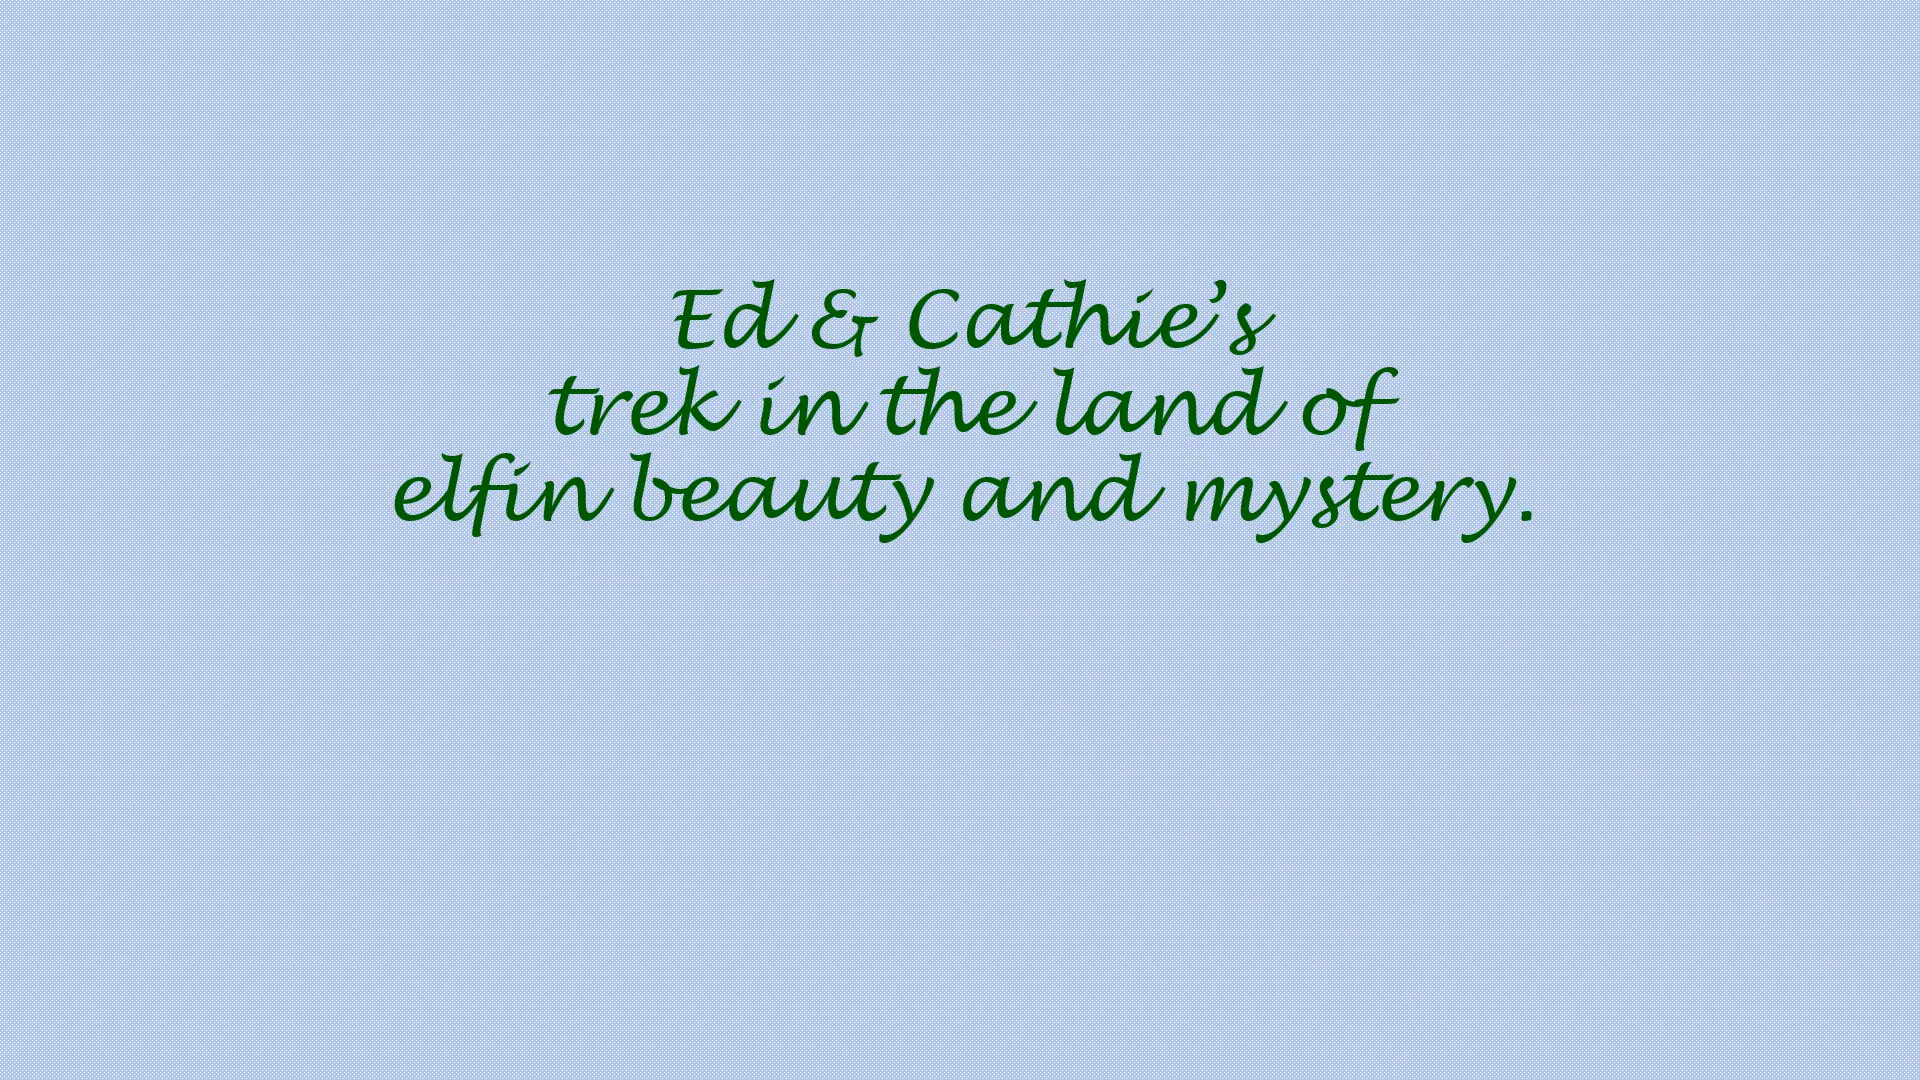 Ed & Cathie’s
trek in the land of
elfin beauty and mystery.